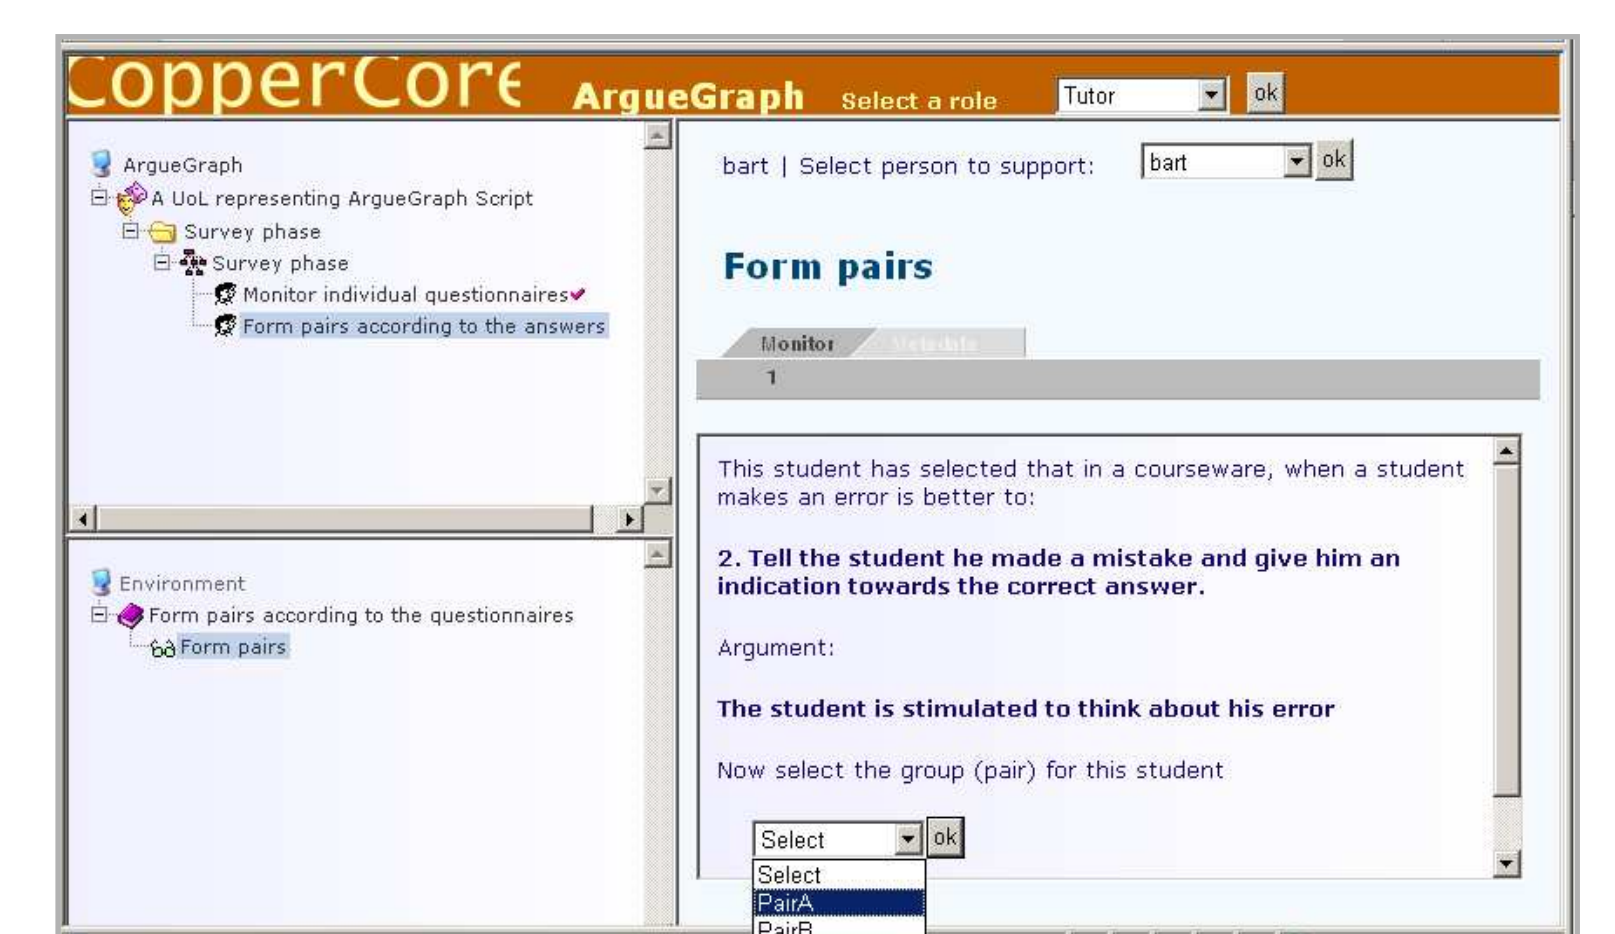 CopperCore ArgueGraph Select a role Tutor ok
ArgueGraph
A UoL representing ArgueGraph Script
Survey phase
Survey phase
Monitor individual questionnaires
Form pairs according to the answers
Environment
Form pairs according to the questionnaires
Form pairs
bart | Select person to support: bart ok
Form pairs
Monitor Metadata
1
This student has selected that in a courseware, when a student
makes an error is better to:
2. Tell the student he made a mistake and give him an
indication towards the correct answer.
Argument:
The student is stimulated to think about his error
Now select the group (pair) for this student
Select ok
Select
PairA
PairB